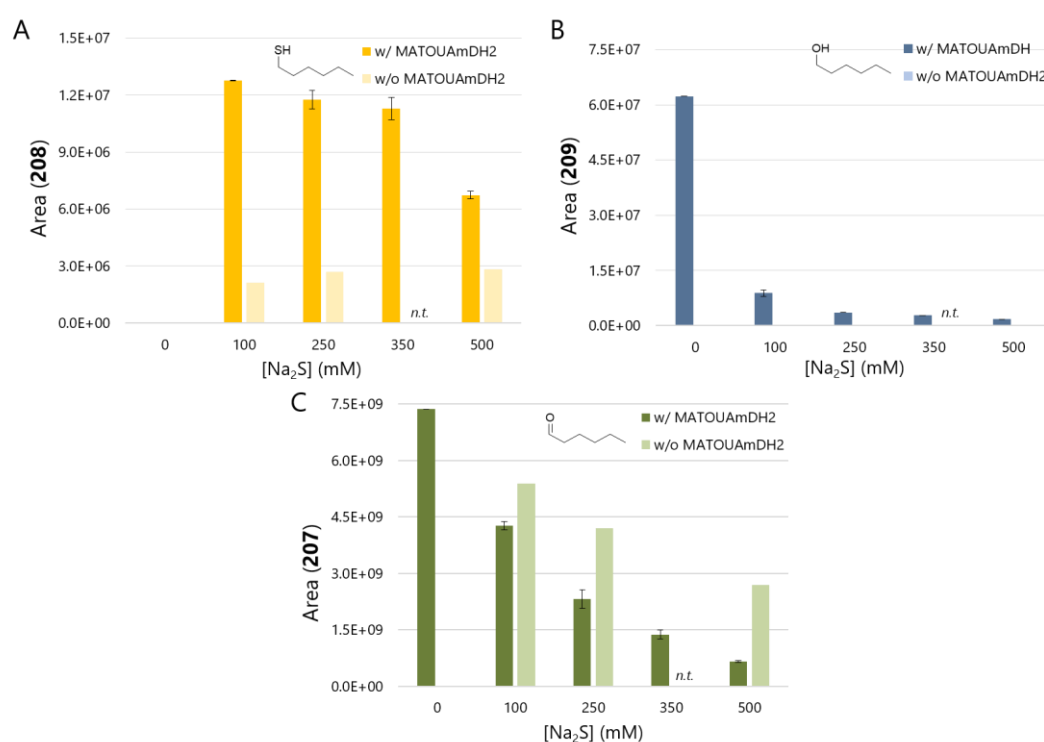 A
1.5E+07
1.2E+07
9.0E+06
6.0E+06
3.0E+06
0.0E+00
Area (208)
SH
w/ MATOUAmDH2
w/o MATOUAmDH2
n.t.
0 100 250 350 500
[Na₂S] (mM)
B
7.5E+07
6.0E+07
4.5E+07
3.0E+07
1.5E+07
0.0E+00
Area (209)
OH
w/ MATOUAmDH
w/o MATOUAmDH2
n.t.
0 100 250 350 500
[Na₂S] (mM)
C
7.5E+09
6.0E+09
4.5E+09
3.0E+09
1.5E+09
0.0E+00
Area (207)
O
w/ MATOUAmDH2
w/o MATOUAmDH2
n.t.
0 100 250 350 500
[Na₂S] (mM)